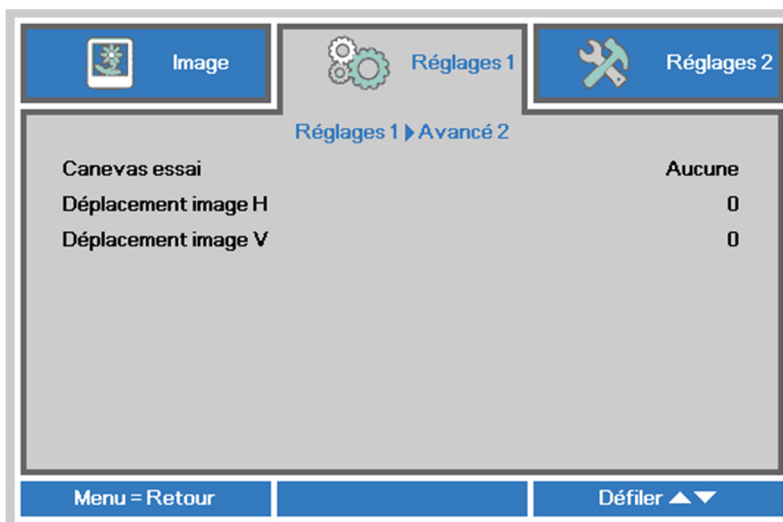 Image
Réglages 1
Réglages 2
Réglages 1 ▶ Avancé 2
Canevas essai Aucune
Déplacement image H 0
Déplacement image V 0
Menu = Retour
Défiler ▲▼